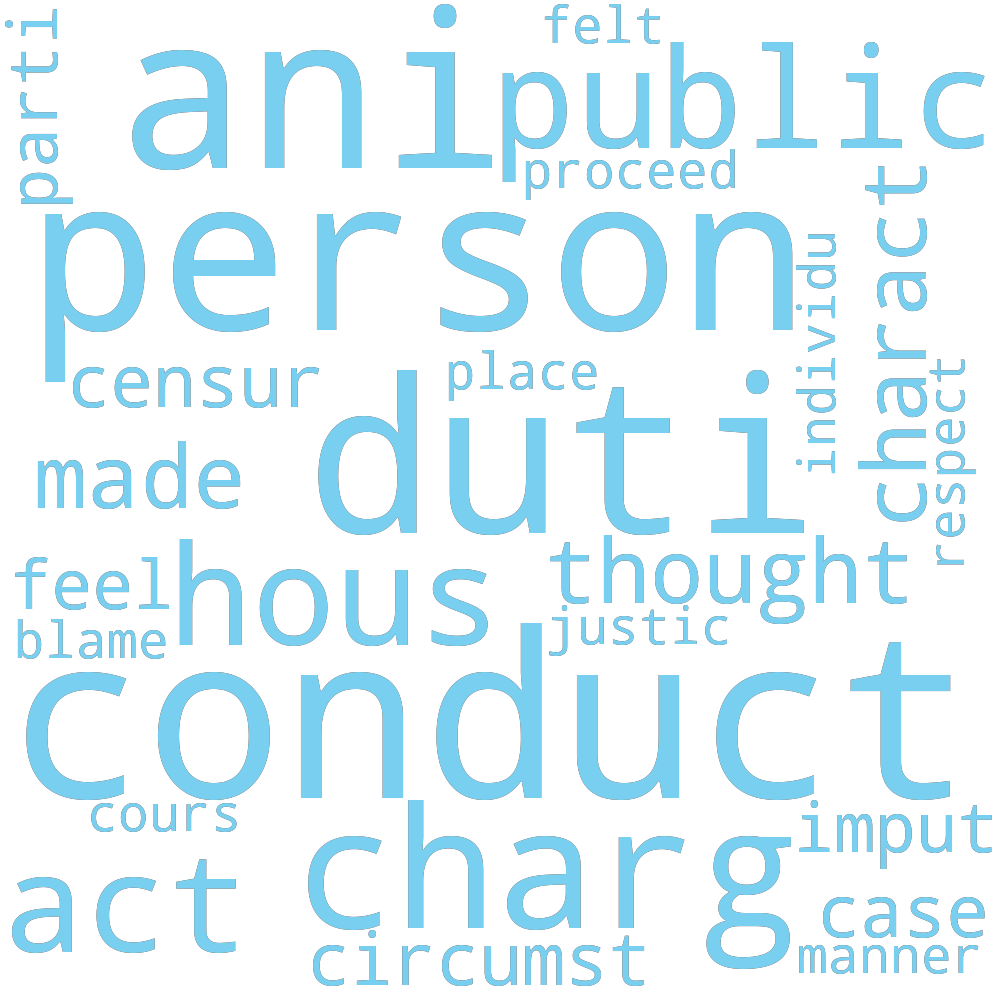 felt
parti
ani
public
proceed
person
charact
individu
censur
place
duti
respect
made
feel
hous
thought
blame
justic
conduct
cours
charg
imput
act
case
circumst
manner